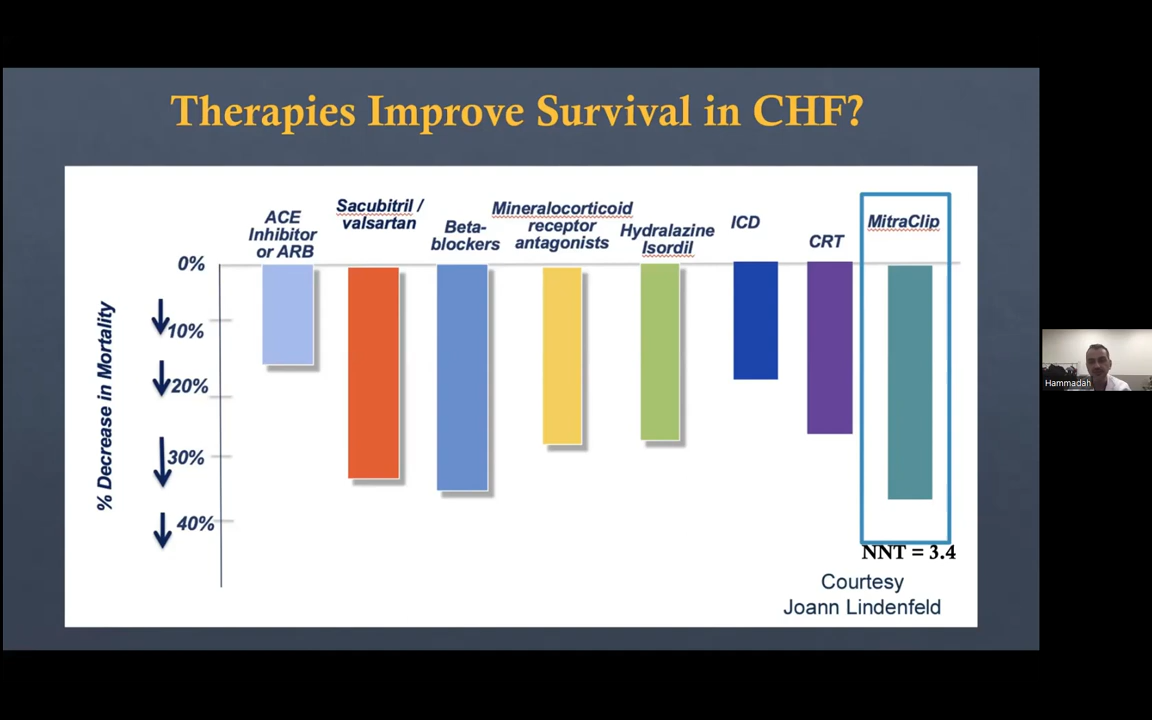 Therapies Improve Survival in CHF?
ACE
Inhibitor
or ARB
Sacubitril /
valsartan
Beta-
blockers
Mineralocorticoid
receptor
antagonists
Hydralazine
Isordil
ICD
CRT
MitraClip
0%
10%
20%
30%
40%
% Decrease in Mortality
NNT = 3.4
Courtesy
Joann Lindenfeld
Hammadah